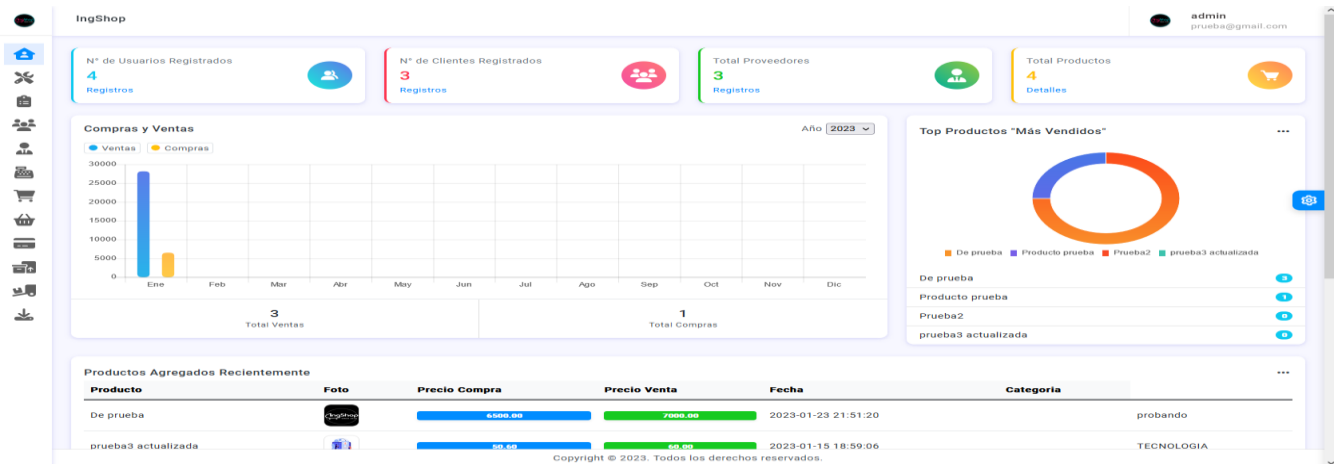 IngShop
admin
prueba@gmail.com
N° de Usuarios Registrados
4
Registros
N° de Clientes Registrados
3
Registros
Total Proveedores
3
Registros
Total Productos
4
Detalles
Compras y Ventas
Año 2023
Ventas Compras
30000
25000
20000
15000
10000
5000
0
Ene Feb Mar Abr May Jun Jul Ago Sep Oct Nov Dic
3
Total Ventas
1
Total Compras
Top Productos "Más Vendidos"
De prueba Producto prueba Prueba2 prueba3 actualizada
De prueba 3
Producto prueba 1
Prueba2 0
prueba3 actualizada 0
Productos Agregados Recientemente
Producto Foto Precio Compra Precio Venta Fecha Categoria
De prueba IngShop 6500.00 7000.00 2023-01-23 21:51:20 probando
prueba3 actualizada 50.60 60.00 2023-01-15 18:59:06 TECNOLOGIA
Copyright © 2023. Todos los derechos reservados.